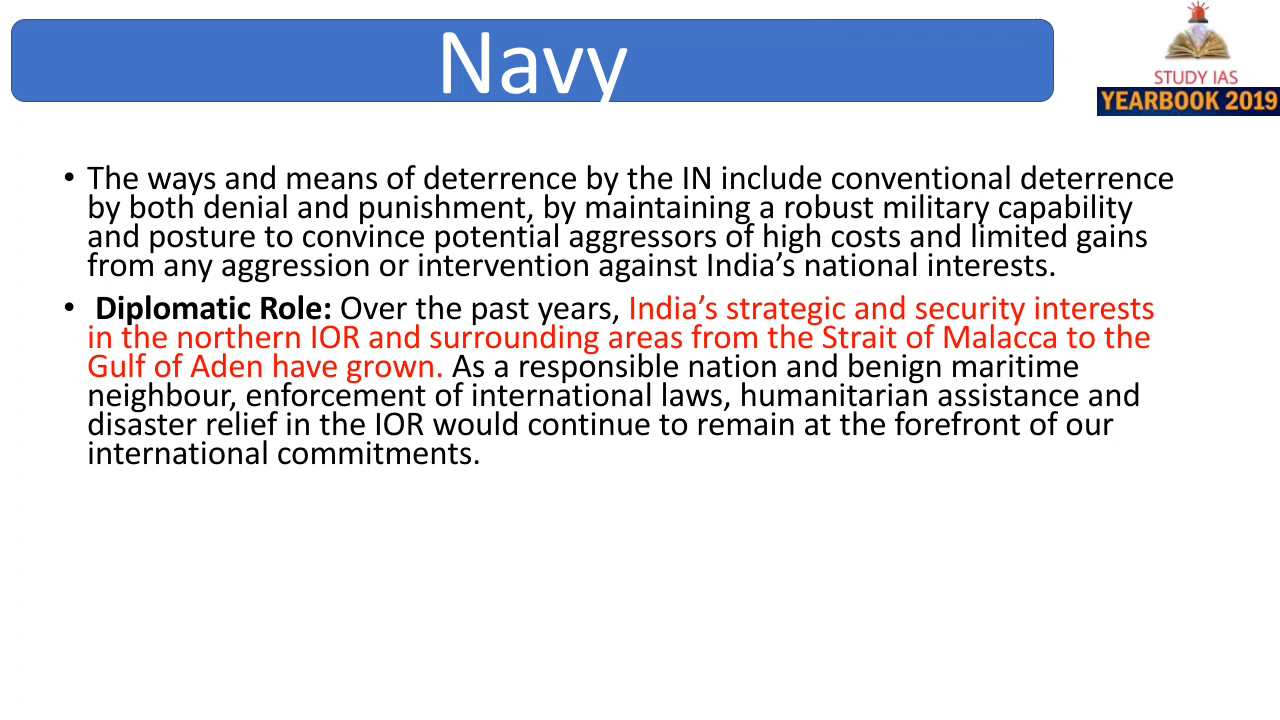 Navy
STUDY IAS
YEARBOOK 2019
• The ways and means of deterrence by the IN include conventional deterrence
by both denial and punishment, by maintaining a robust military capability
and posture to convince potential aggressors of high costs and limited gains
from any aggression or intervention against India’s national interests.
• Diplomatic Role: Over the past years, India’s strategic and security interests
in the northern IOR and surrounding areas from the Strait of Malacca to the
Gulf of Aden have grown. As a responsible nation and benign maritime
neighbour, enforcement of international laws, humanitarian assistance and
disaster relief in the IOR would continue to remain at the forefront of our
international commitments.